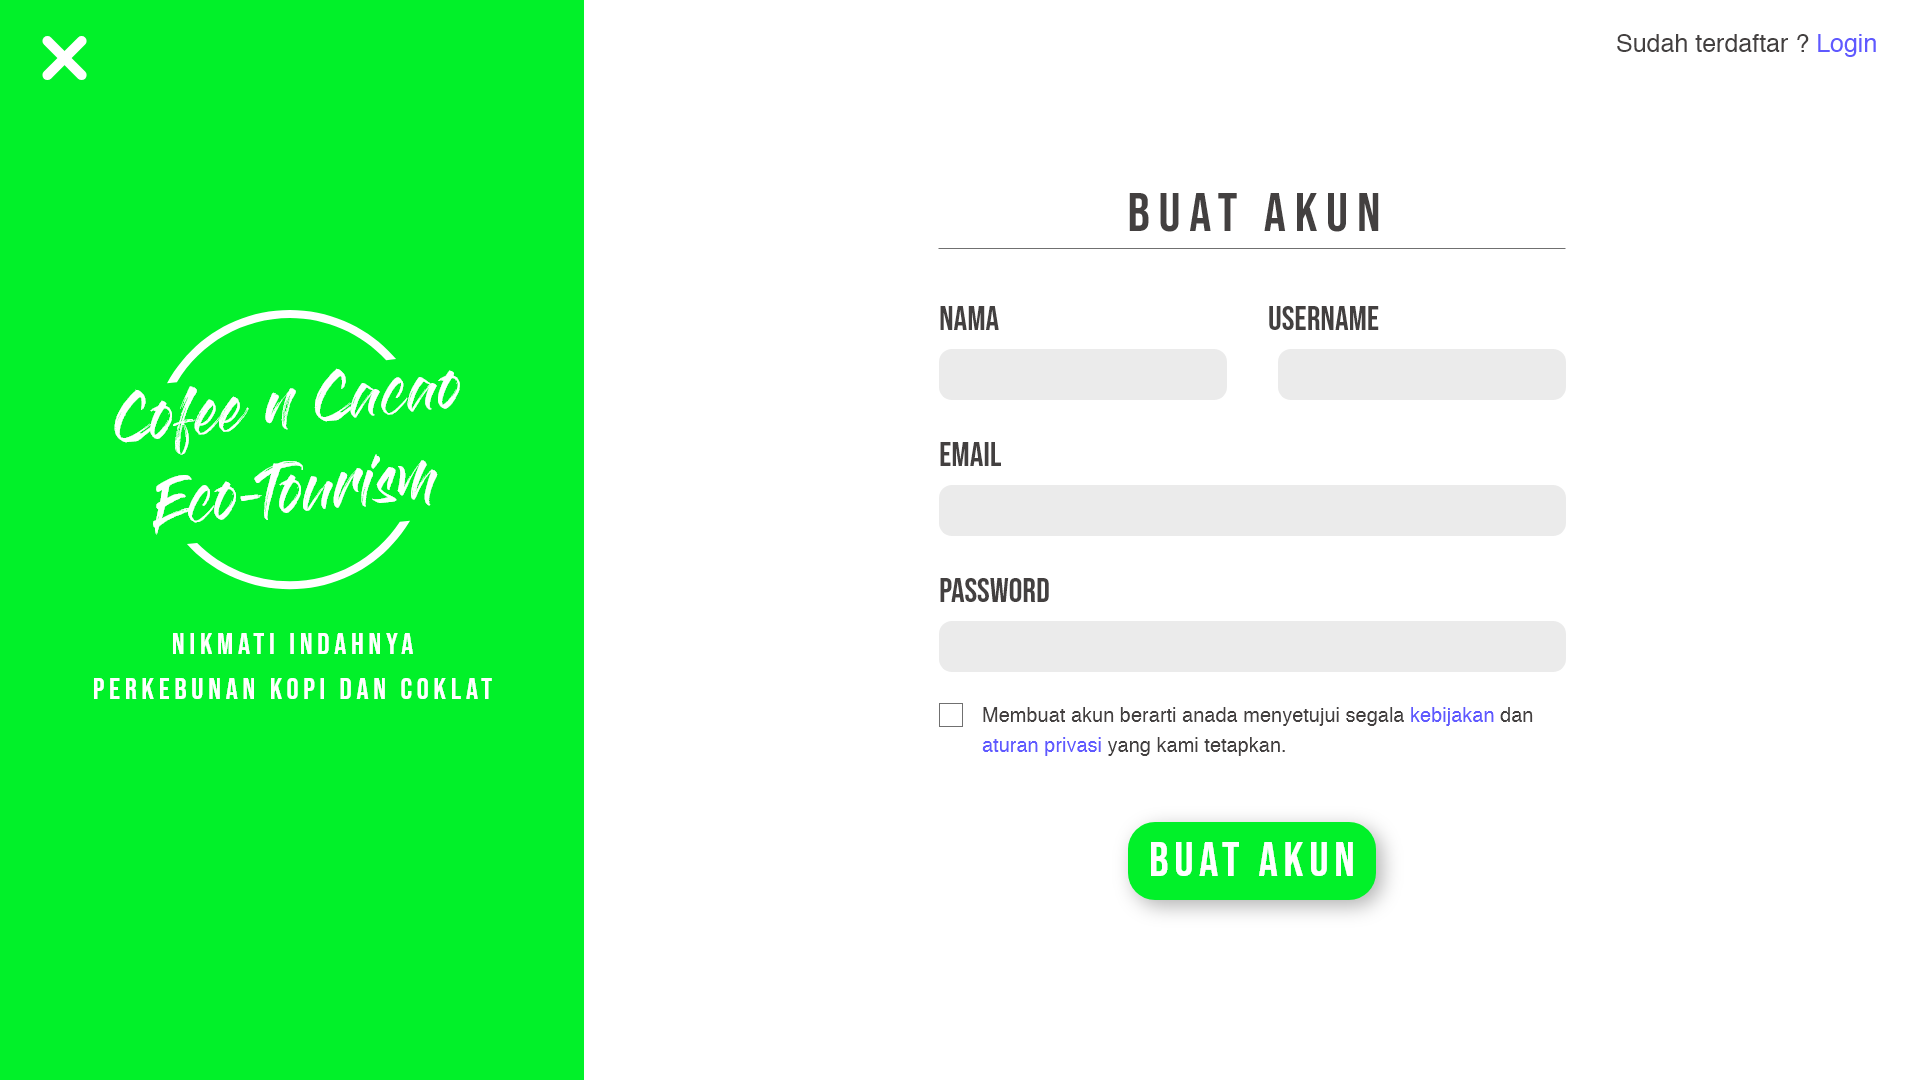 Sudah terdaftar ? Login
Cofee n Cacao
Eco-Tourism
NIKMATI INDAHNYA
PERKEBUNAN KOPI DAN COKLAT
BUAT AKUN
NAMA
USERNAME
EMAIL
PASSWORD
Membuat akun berarti anada menyetujui segala kebijakan dan
aturan privasi yang kami tetapkan.
BUAT AKUN